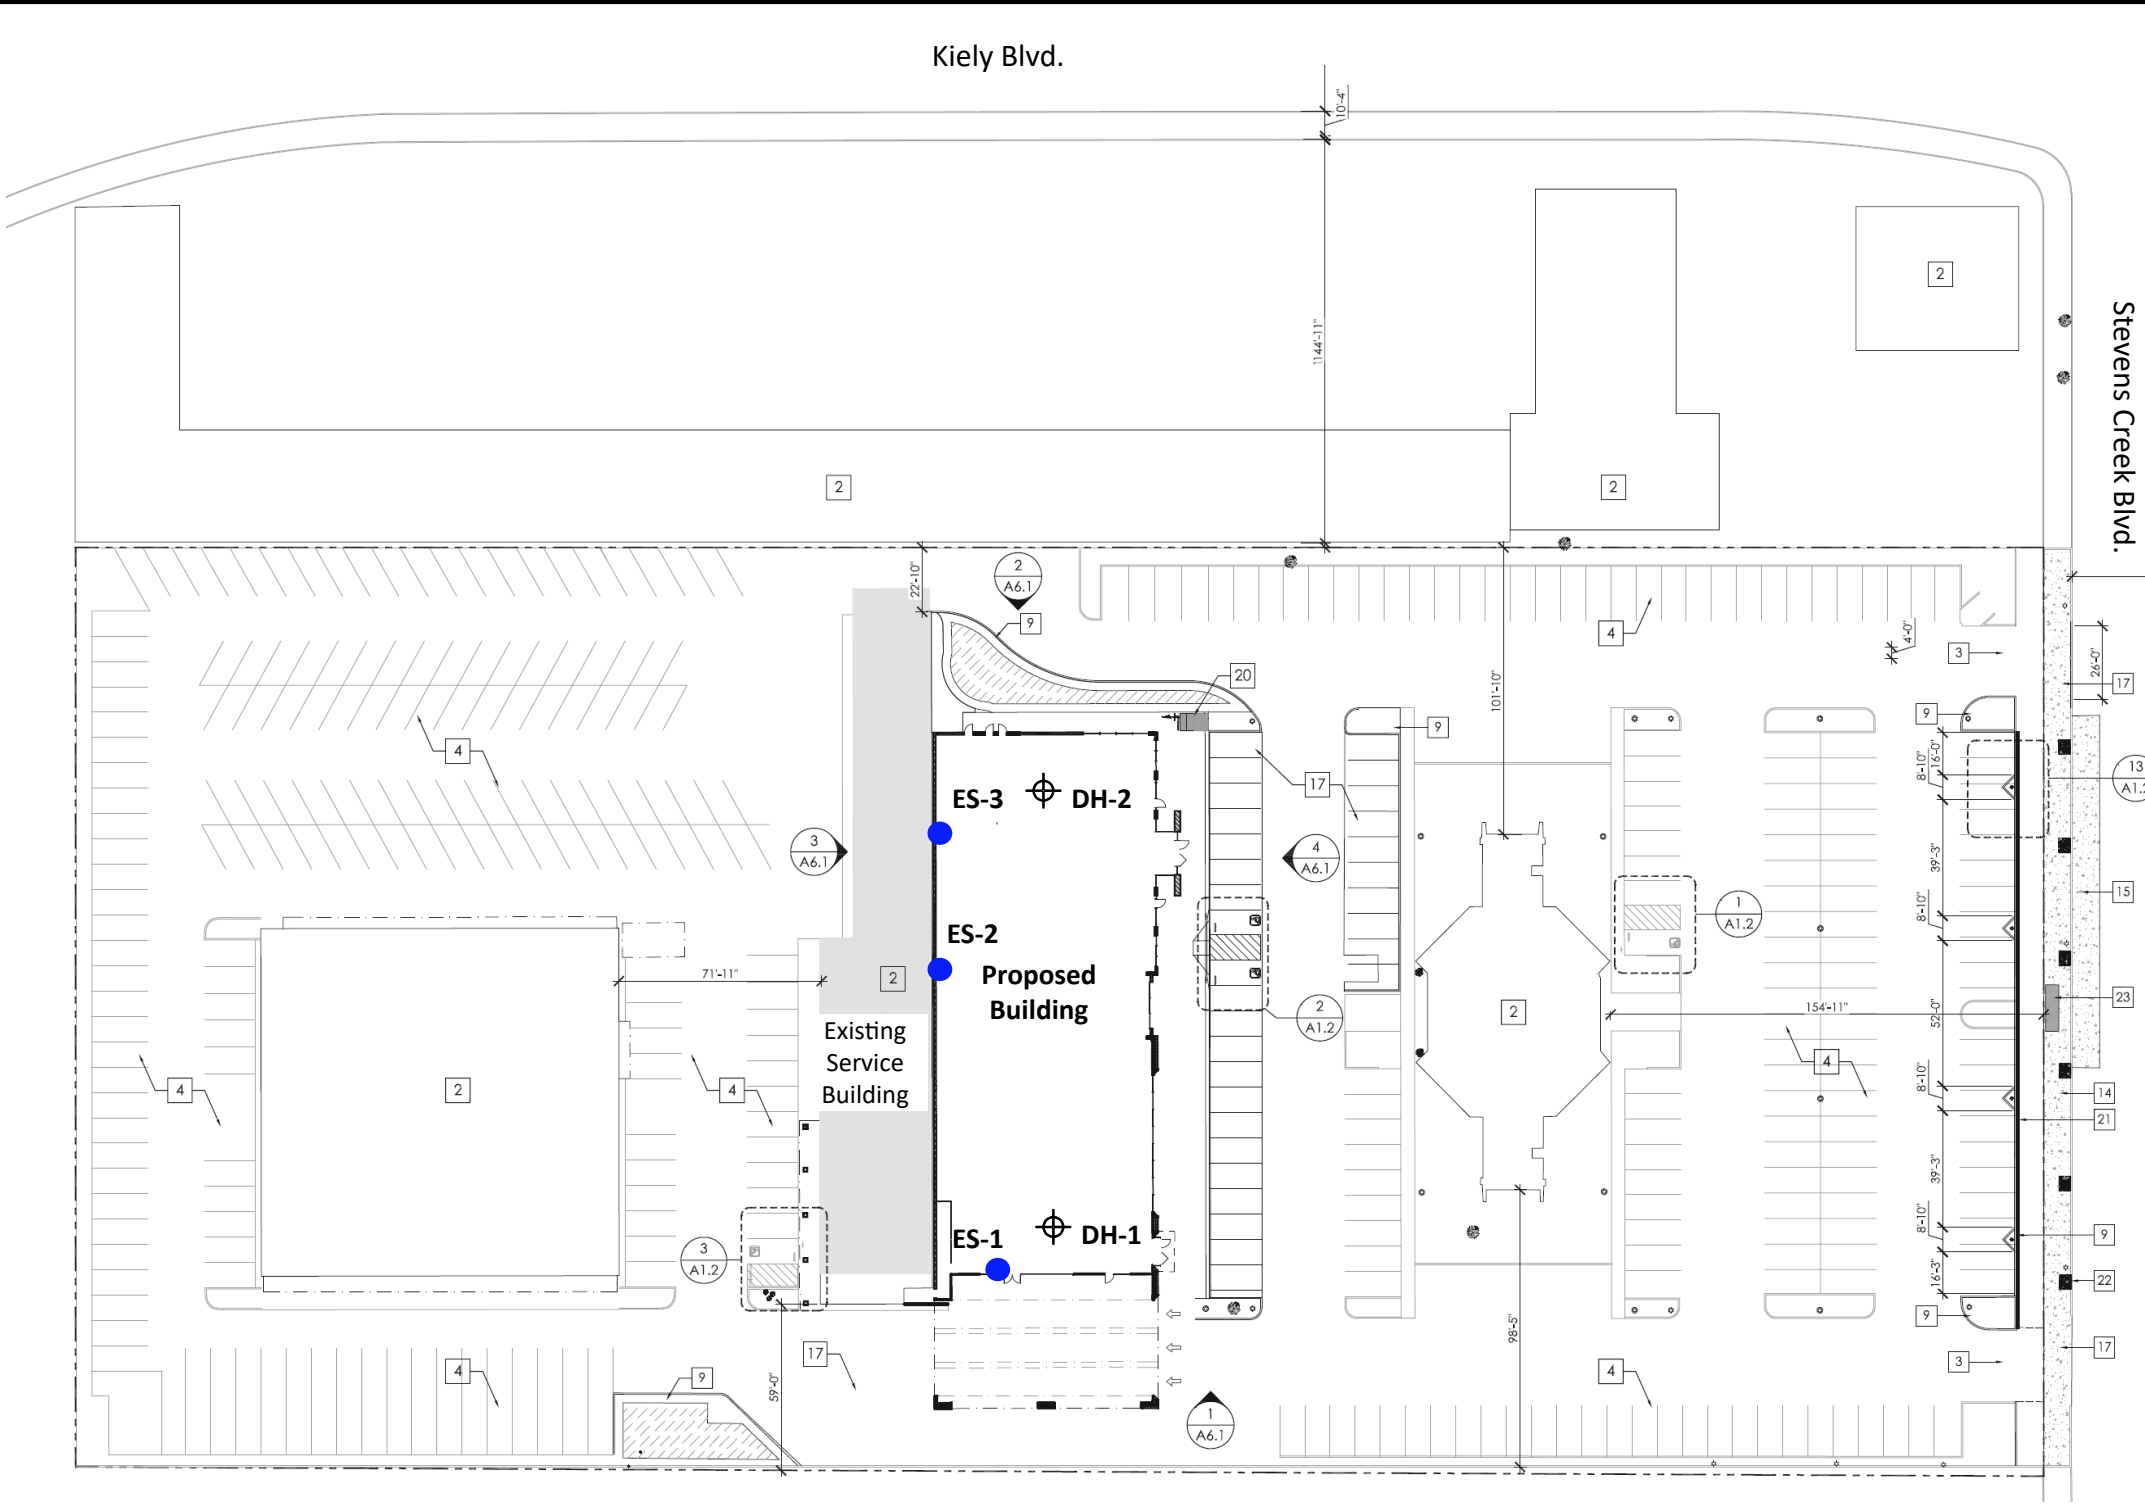 Kiely Blvd.
10'-4"
2
Stevens Creek Blvd.
1144'-11"
2
2
22'-10"
2
A6.1
9
4
4'-0"
3
26'-0"
20
101'-10"
17
9
9
4
17
16'-0"
8'-10"
13
A1.2
ES-3
DH-2
3
A6.1
4
A6.1
39'-3"
15
1
A1.2
8'-10"
ES-2
71'-11"
2
Proposed
Building
2
A1.2
2
154'-11"
52'-0"
23
Existing
Service
Building
4
4
2
4
8'-10"
14
21
39'-3"
ES-1
DH-1
3
A1.2
8'-10"
9
16'-3"
22
9
98'-5"
17
17
3
4
9
59'-0"
4
1
A6.1